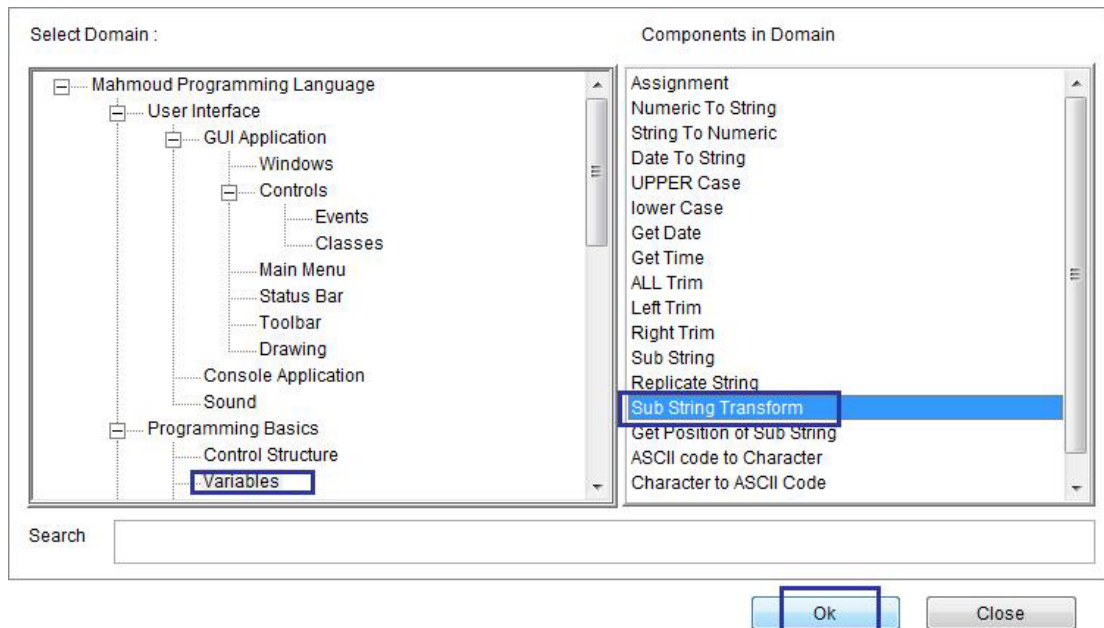 Select Domain :
Components in Domain
Mahmoud Programming Language
User Interface
GUI Application
Windows
Controls
Events
Classes
Main Menu
Status Bar
Toolbar
Drawing
Console Application
Sound
Programming Basics
Control Structure
Variables
Assignment
Numeric To String
String To Numeric
Date To String
UPPER Case
lower Case
Get Date
Get Time
ALL Trim
Left Trim
Right Trim
Sub String
Replicate String
Sub String Transform
Get Position of Sub String
ASCII code to Character
Character to ASCII Code
Search
Ok
Close